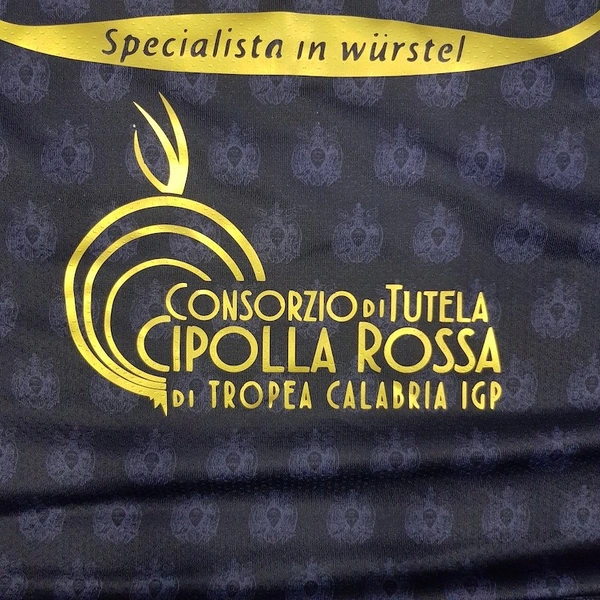 Specialista in würstel
CONSORZIO DI TUTELA
CIPOLLA ROSSA
DI TROPEA CALABRIA IGP